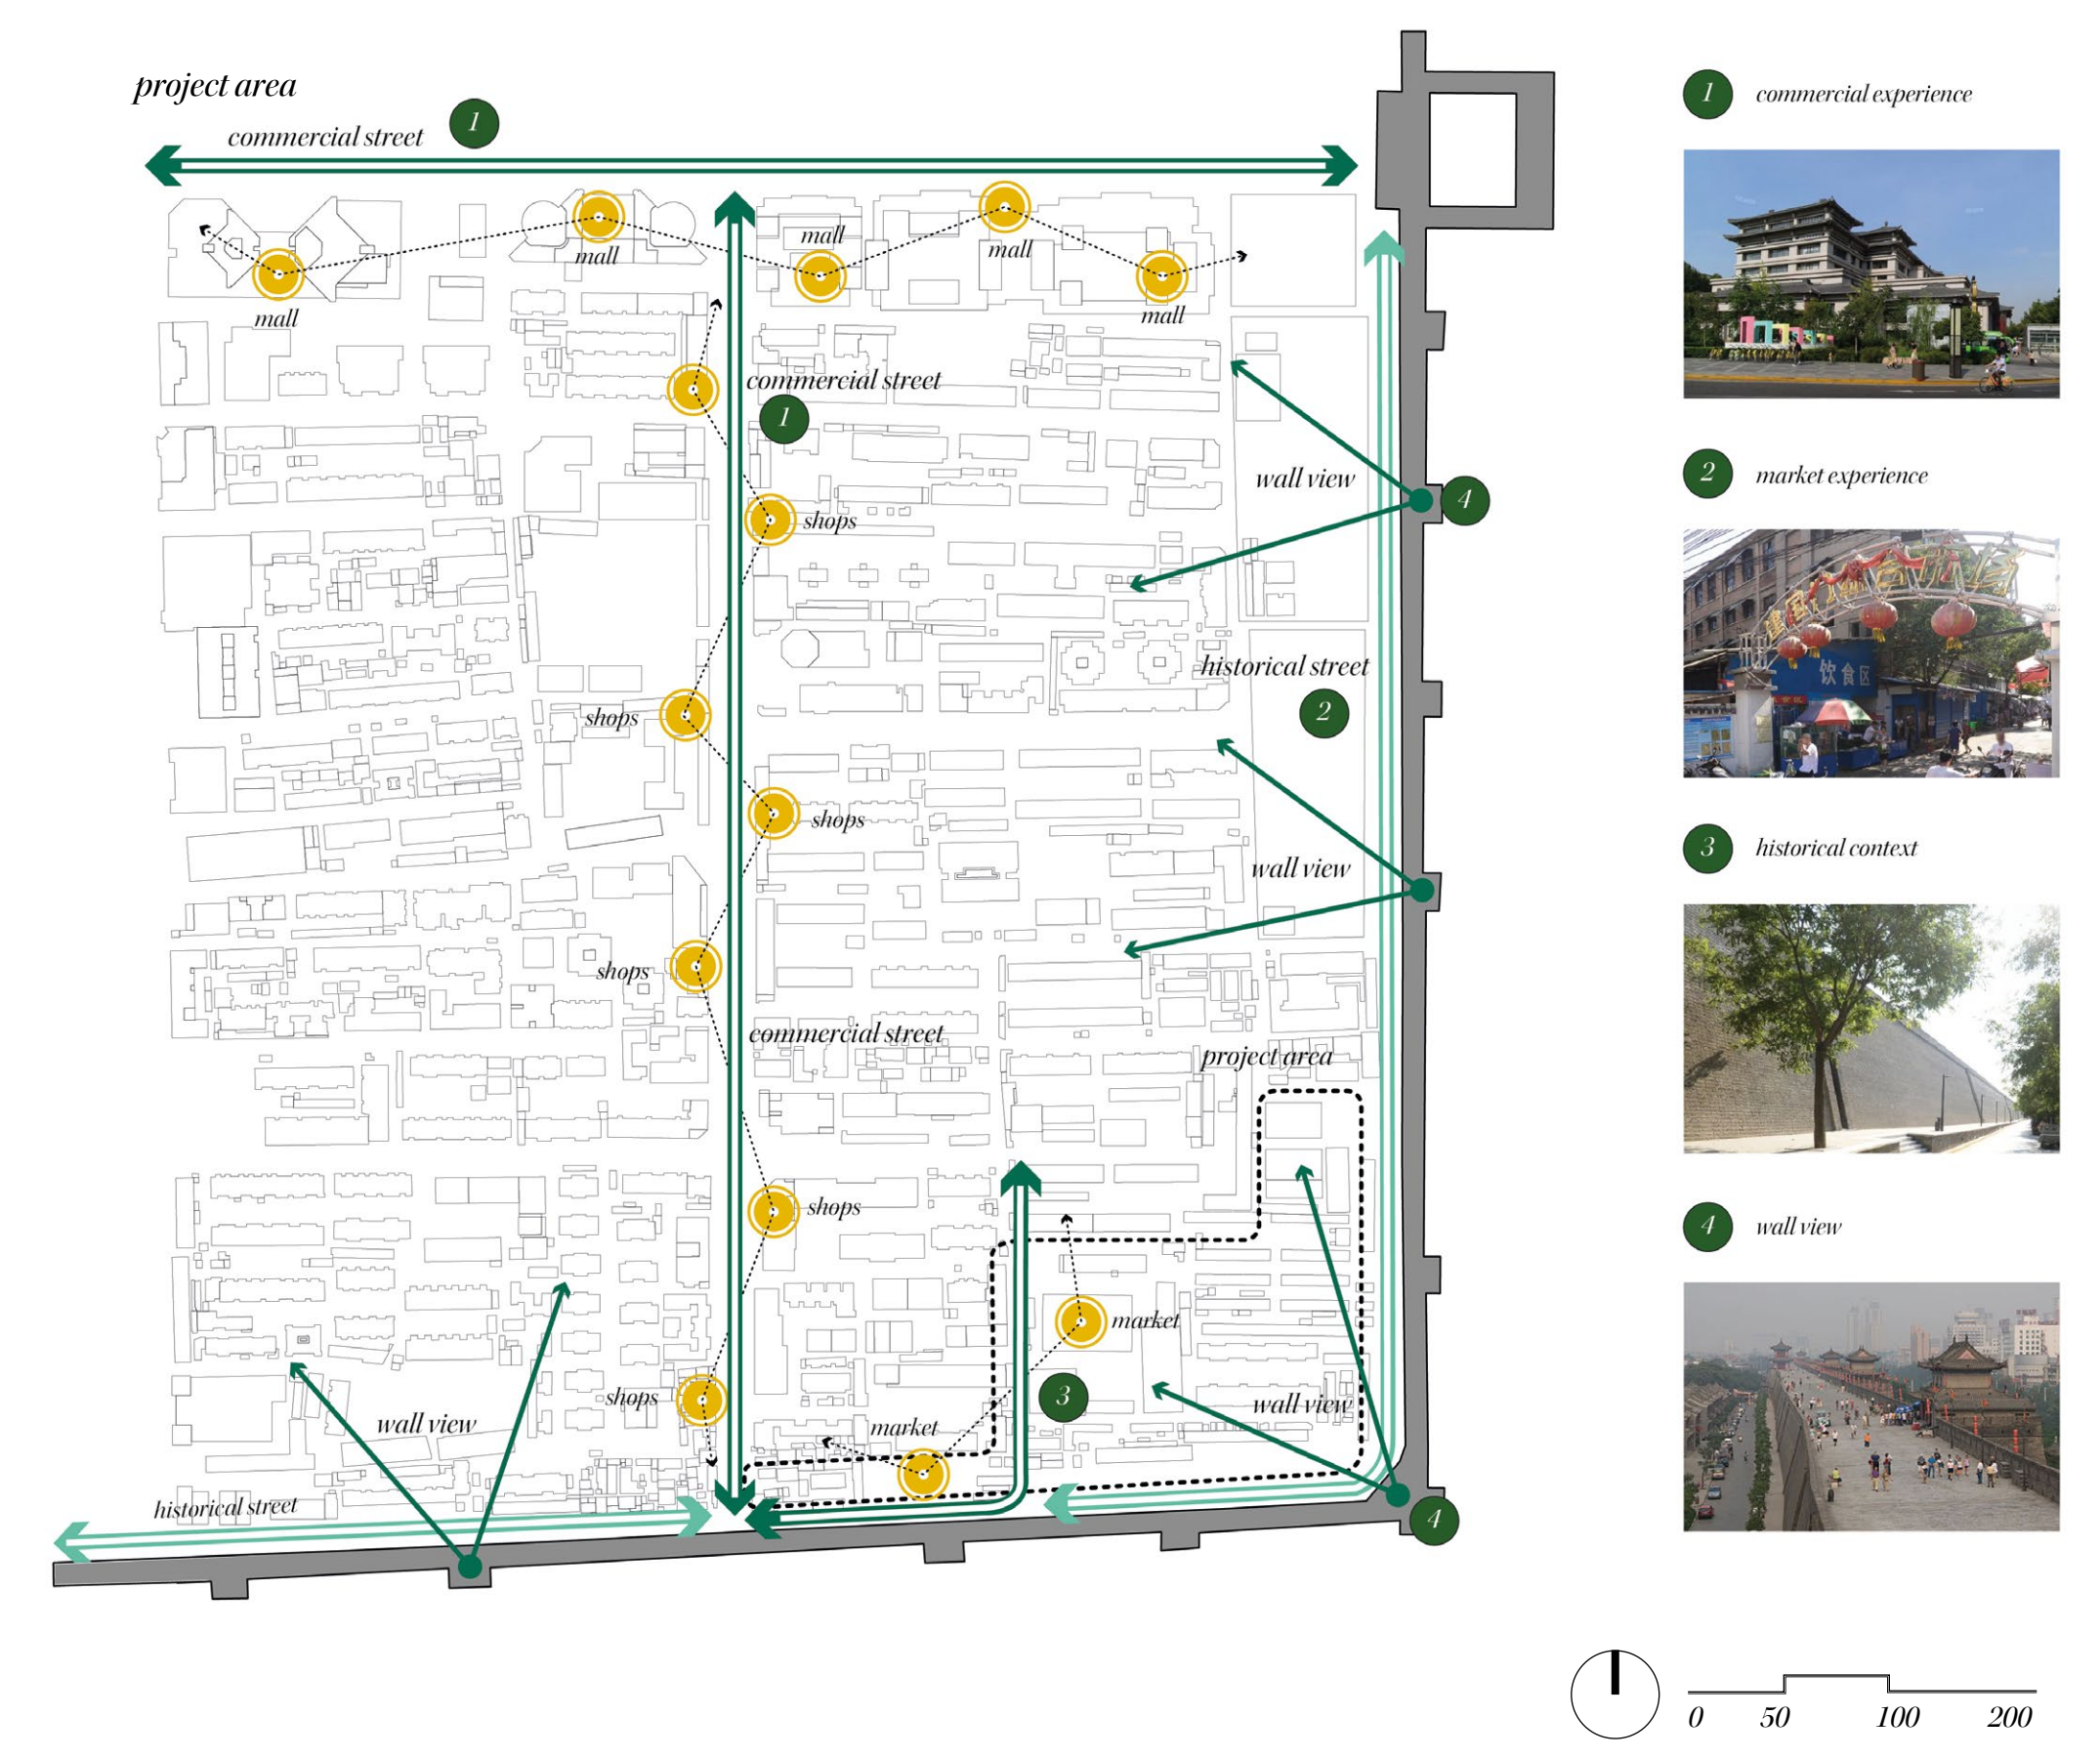 project area
commercial street
1
mall
mall
mall
mall
mall
commercial street
1
shops
wall view
4
historical street
2
shops
shops
wall view
shops
commercial street
project area
shops
market
3
shops
wall view
market
wall view
historical street
4
1 commercial experience
2 market experience
饮食区
3 historical context
4 wall view
0 50 100 200